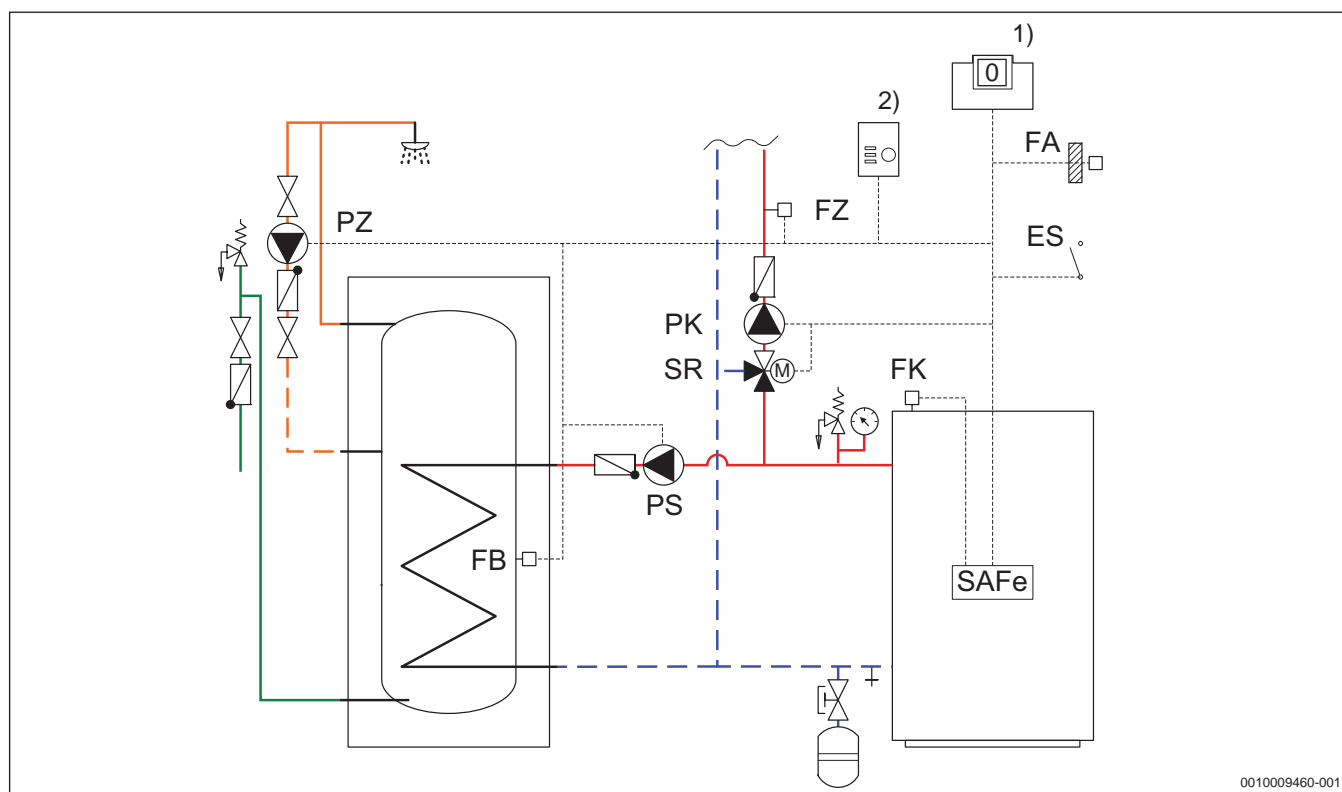 1)
0
2)
FA
PZ
FZ
ES
PK
SR
M
FK
PS
FB
SAFe
0010009460-001